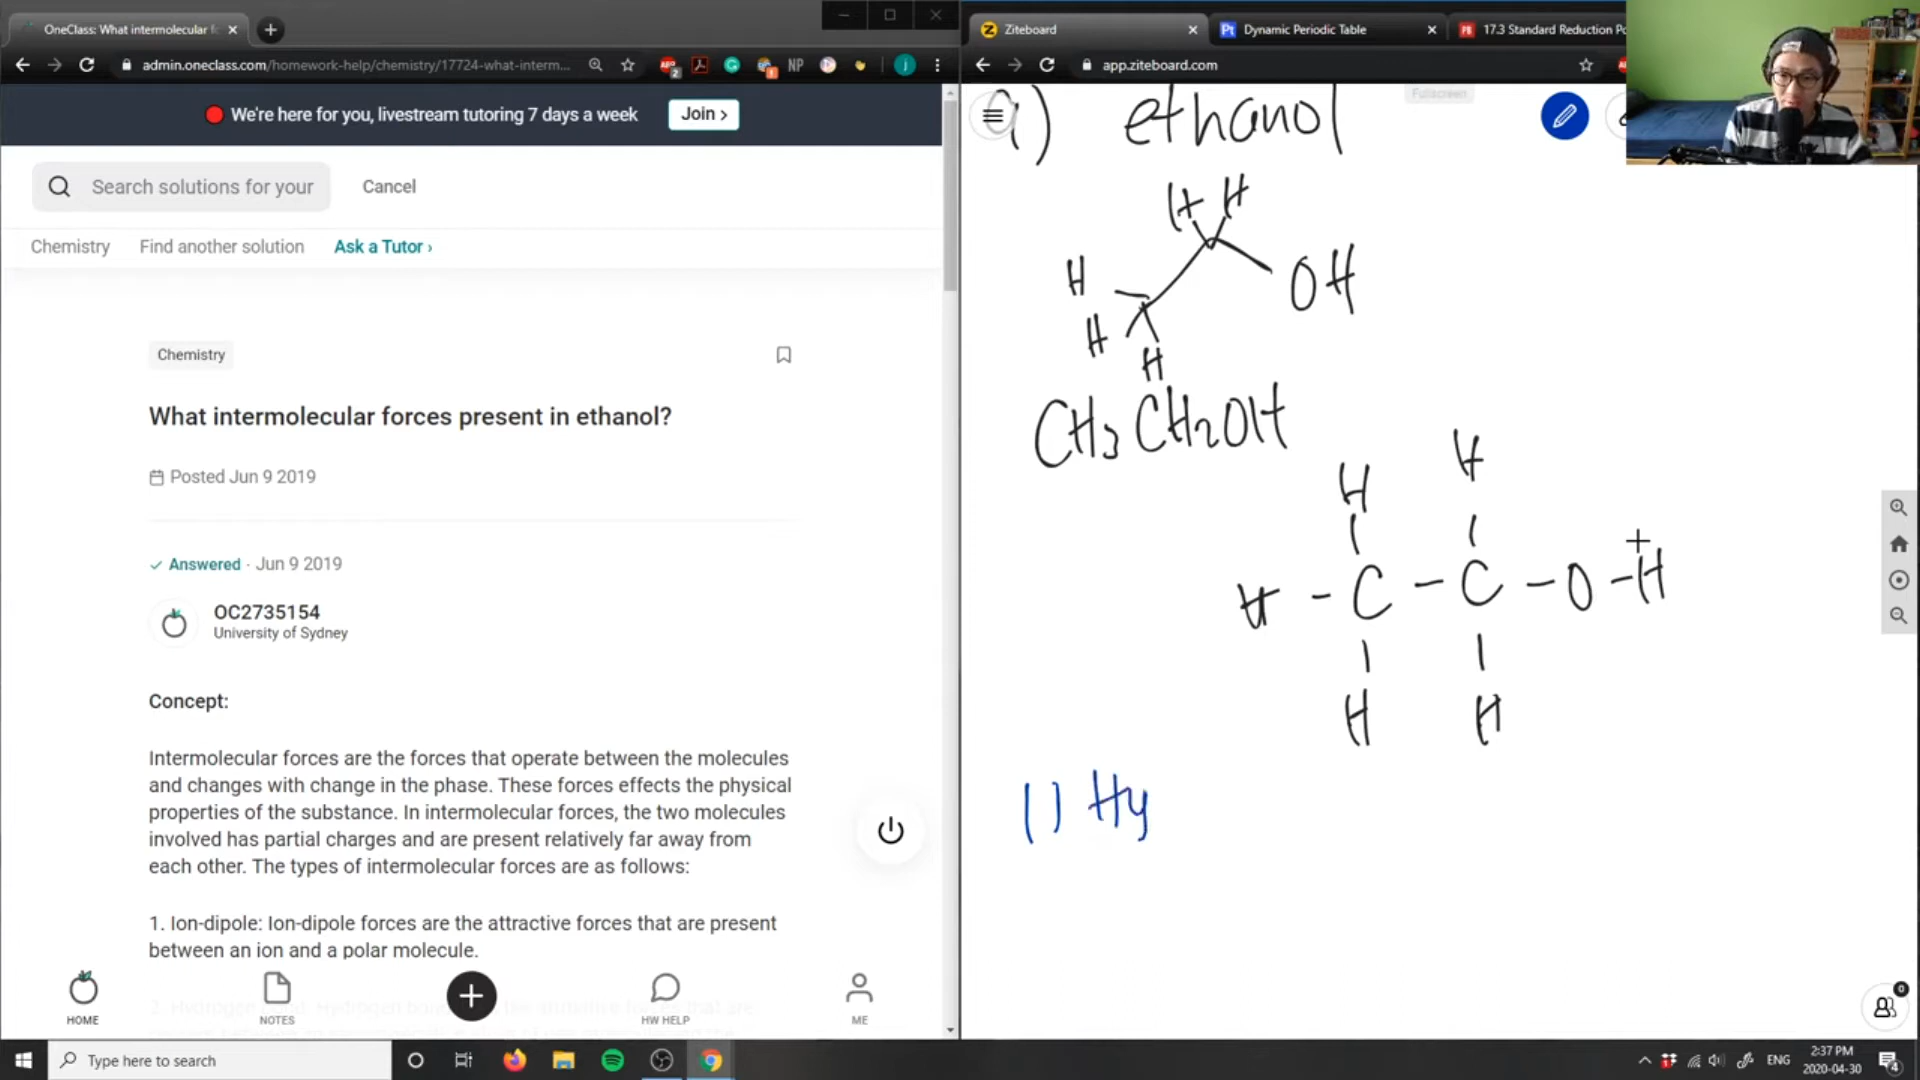 OneClass: What intermolecular f
admin.oneclass.com/homework-help/chemistry/17724-what-interm...
We're here for you, livestream tutoring 7 days a week
Join >
Search solutions for your
Cancel
Chemistry
Find another solution
Ask a Tutor ›
Chemistry
What intermolecular forces present in ethanol?
Posted Jun 9 2019
Answered · Jun 9 2019
OC2735154
University of Sydney
Concept:
Intermolecular forces are the forces that operate between the molecules
and changes with change in the phase. These forces effects the physical
properties of the substance. In intermolecular forces, the two molecules
involved has partial charges and are present relatively far away from
each other. The types of intermolecular forces are as follows:
1. Ion-dipole: Ion-dipole forces are the attractive forces that are present
between an ion and a polar molecule.
HOME
NOTES
HW HELP
ME
Ziteboard
Dynamic Periodic Table
17.3 Standard Reduction Po
app.ziteboard.com
Fullscreen
ethanol
H H
H
OH
H
H
CH3CH2OH
H H
H - C - C - O - H
H H
1) Hy
0
Type here to search
ENG
2:37 PM
2020-04-30
4